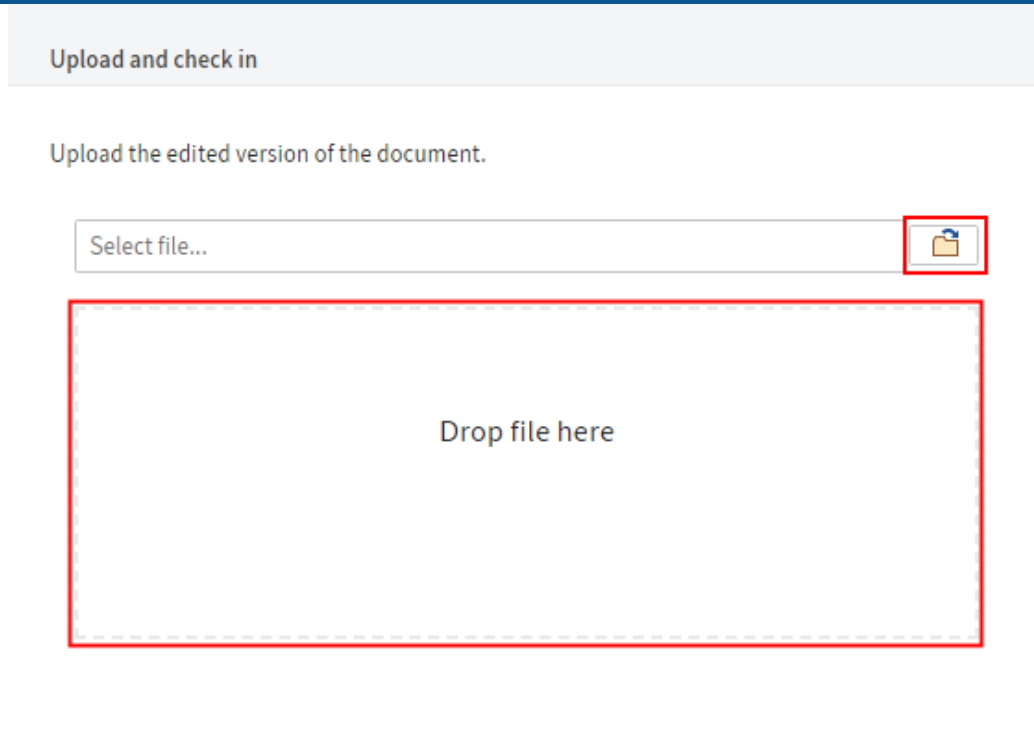 Upload and check in
Upload the edited version of the document.
Select file...
Drop file here